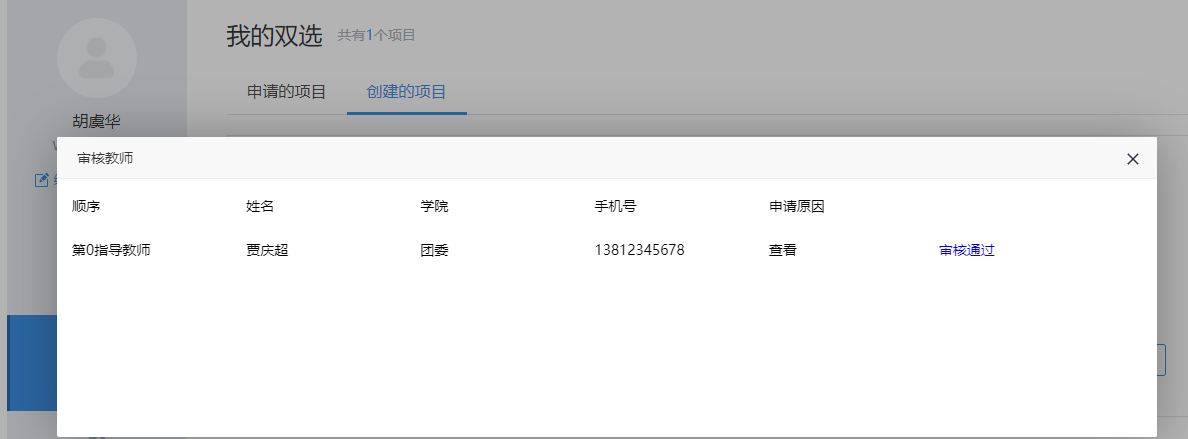 我的双选 共有1个项目
申请的项目 创建的项目
胡虞华
审核教师
顺序 姓名 学院 手机号 申请原因
第0指导教师 贾庆超 团委 13812345678 查看 审核通过